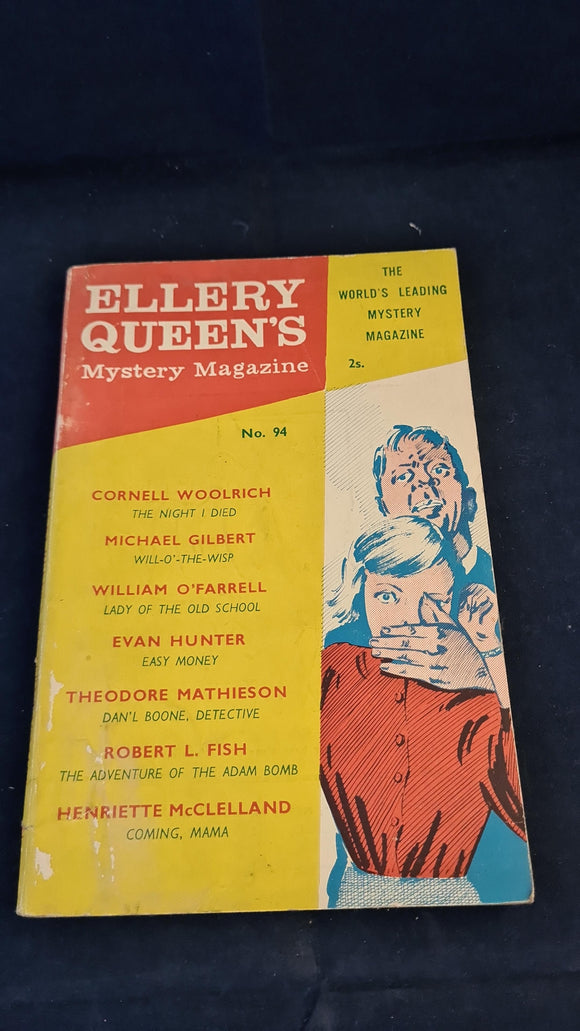 ELLERY
QUEEN'S
Mystery Magazine
THE
WORLD'S LEADING
MYSTERY
MAGAZINE
2s.
No. 94
CORNELL WOOLRICH
THE NIGHT I DIED
MICHAEL GILBERT
WILL-O'-THE-WISP
WILLIAM O'FARRELL
LADY OF THE OLD SCHOOL
EVAN HUNTER
EASY MONEY
THEODORE MATHIESON
DAN'L BOONE, DETECTIVE
ROBERT L. FISH
THE ADVENTURE OF THE ADAM BOMB
HENRIETTE McCLELLAND
COMING, MAMA